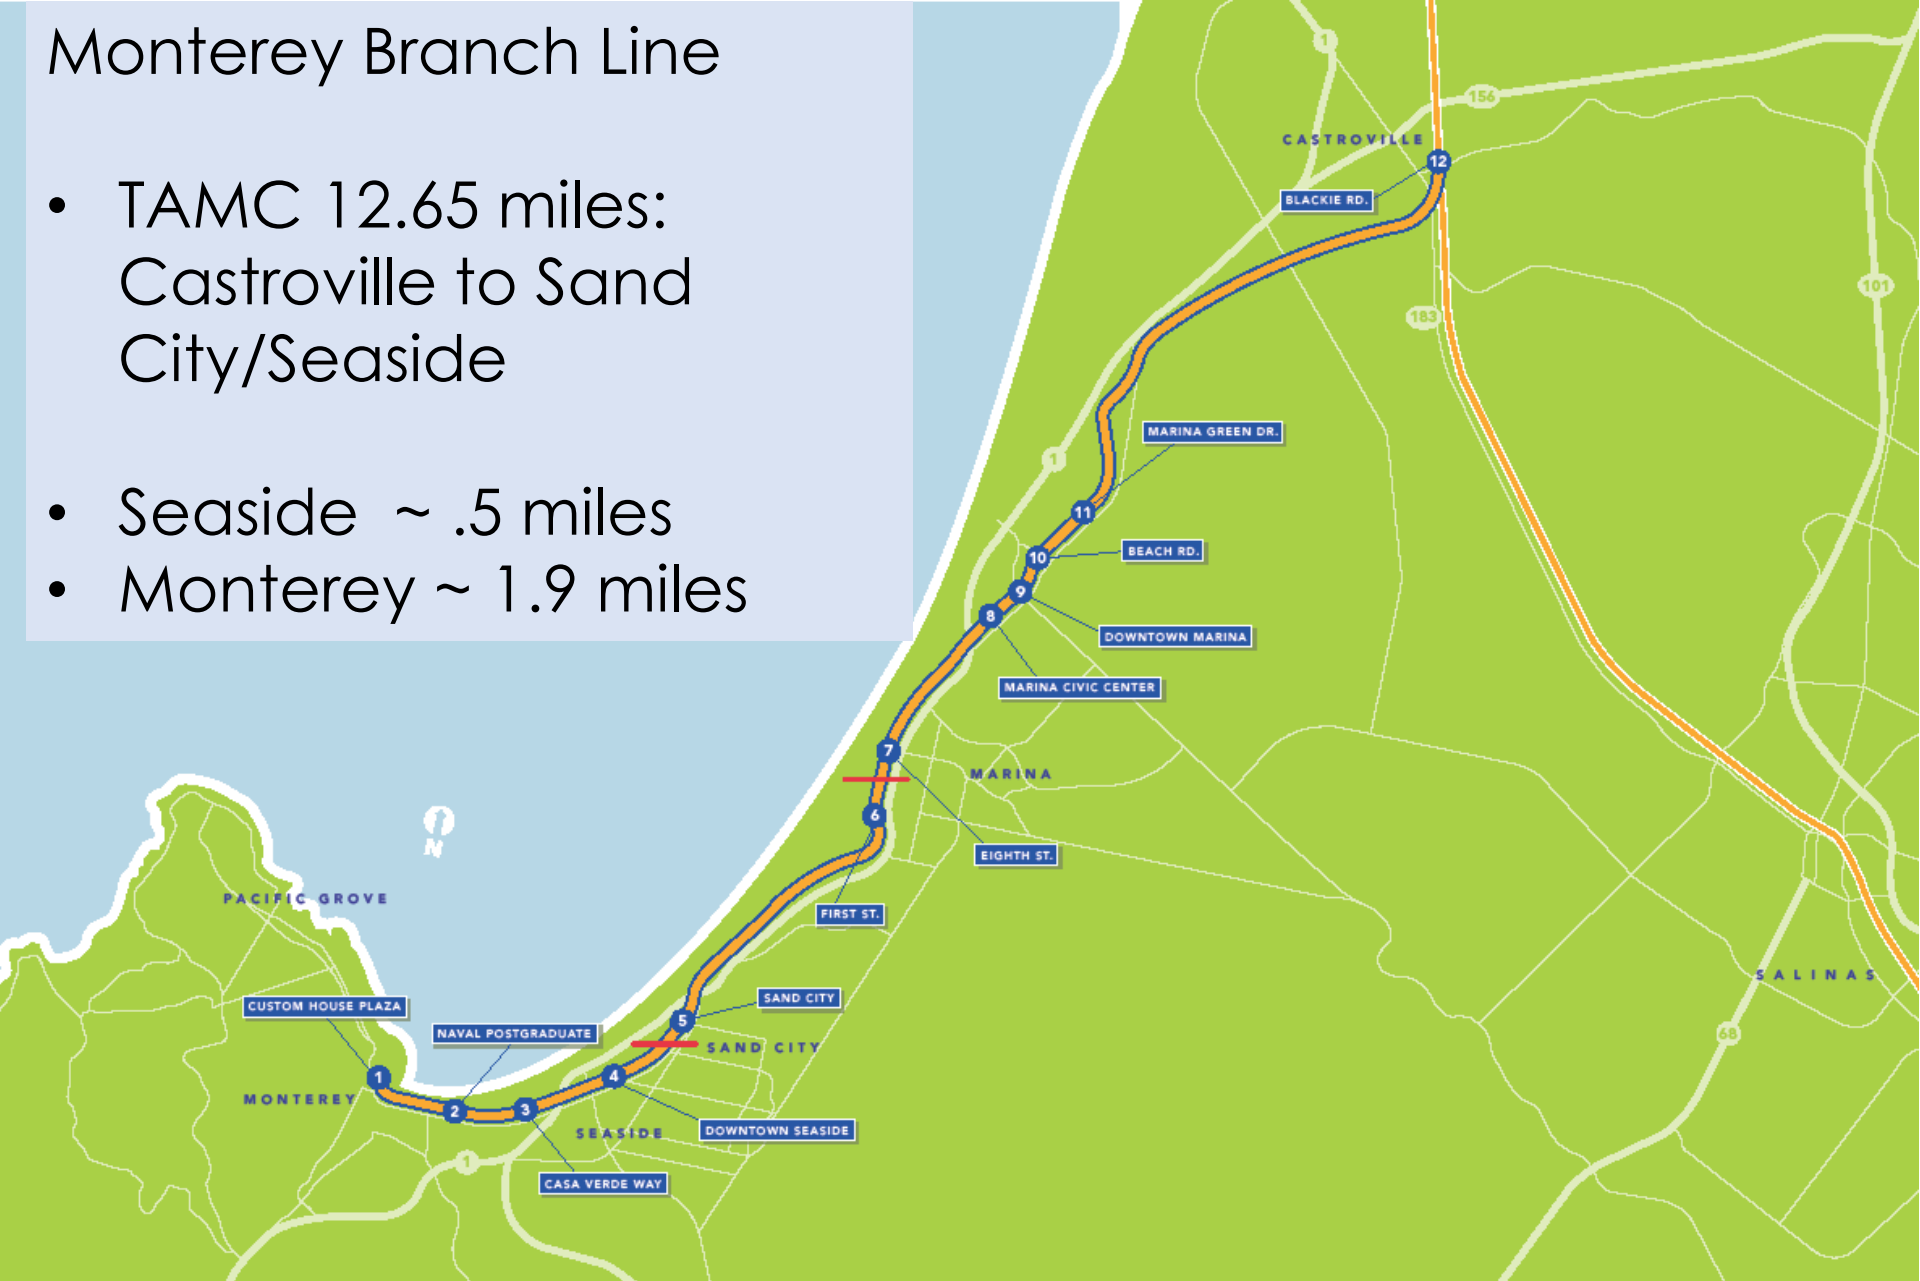 Monterey Branch Line
• TAMC 12.65 miles:
Castroville to Sand
City/Seaside
• Seaside ~ .5 miles
• Monterey ~ 1.9 miles
1
156
CASTROVILLE
12
BLACKIE RD.
101
183
MARINA GREEN DR.
1
11
BEACH RD.
10
9
8
DOWNTOWN MARINA
MARINA CIVIC CENTER
7
MARINA
6
EIGHTH ST.
N
PACIFIC GROVE
FIRST ST.
SALINAS
SAND CITY
CUSTOM HOUSE PLAZA
5
NAVAL POSTGRADUATE
68
SAND CITY
1
4
MONTEREY
2
3
SEASIDE
DOWNTOWN SEASIDE
1
CASA VERDE WAY